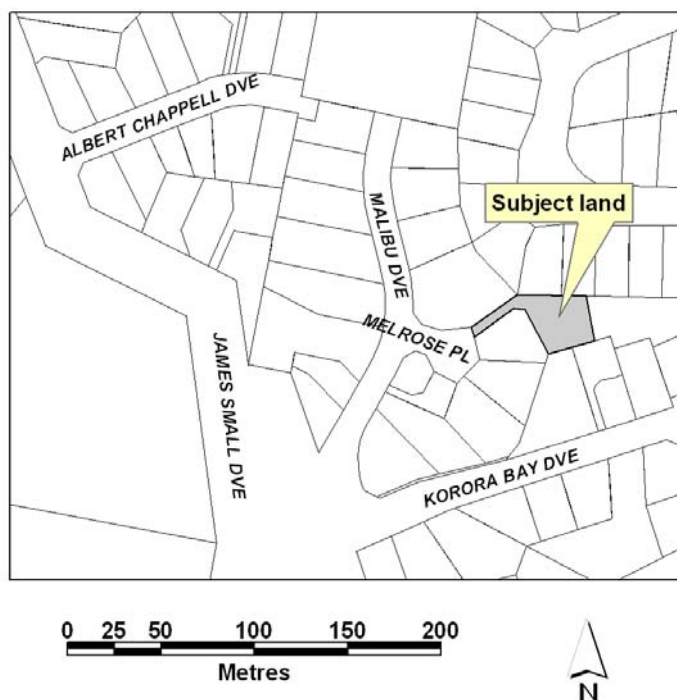 ALBERT CHAPPELL DVE
Subject land
MALIBU DVE
MELROSE PL
JAMES SMALL DVE
KORORA BAY DVE
0 25 50 100 150 200
Metres
N